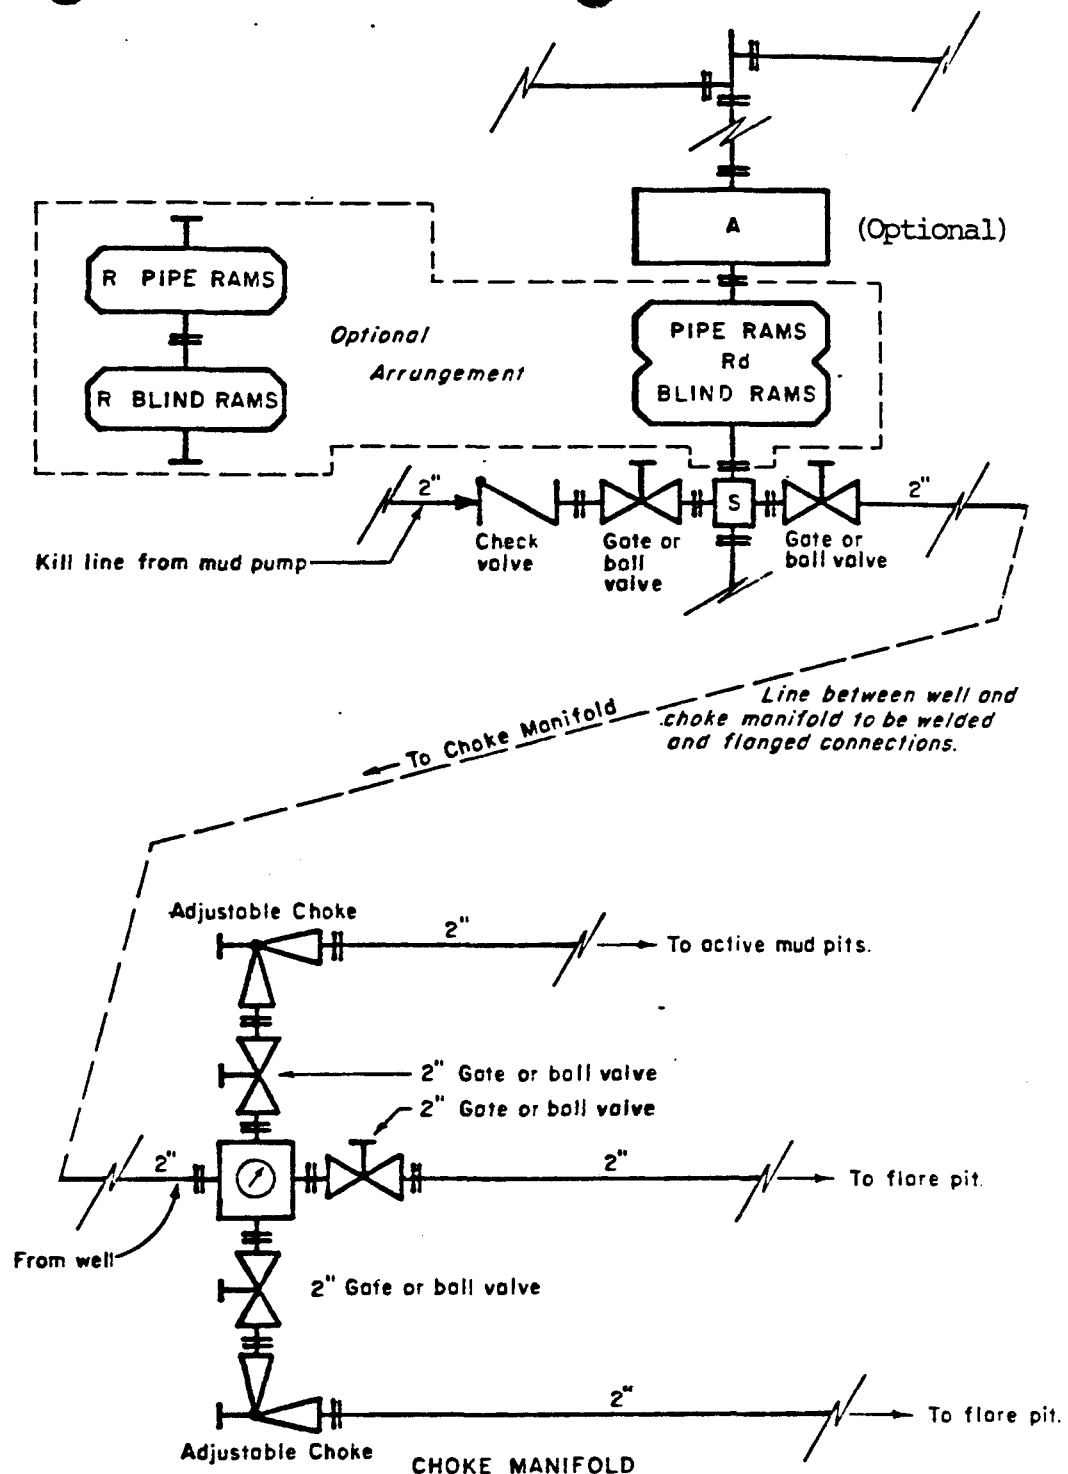 A
(Optional)
R PIPE RAMS
R BLIND RAMS
Optional
Arrangement
PIPE RAMS
Rd
BLIND RAMS
2"
S
2"
Check
valve
Gate or
ball
valve
Gate or
ball valve
Kill line from mud pump
Line between well and
choke manifold to be welded
and flanged connections.
To Choke Manifold
Adjustable Choke
2"
To active mud pits.
2" Gate or ball valve
2" Gate or ball valve
2"
2"
To flare pit.
From well
2" Gate or ball valve
2"
To flare pit.
Adjustable Choke
CHOKE MANIFOLD